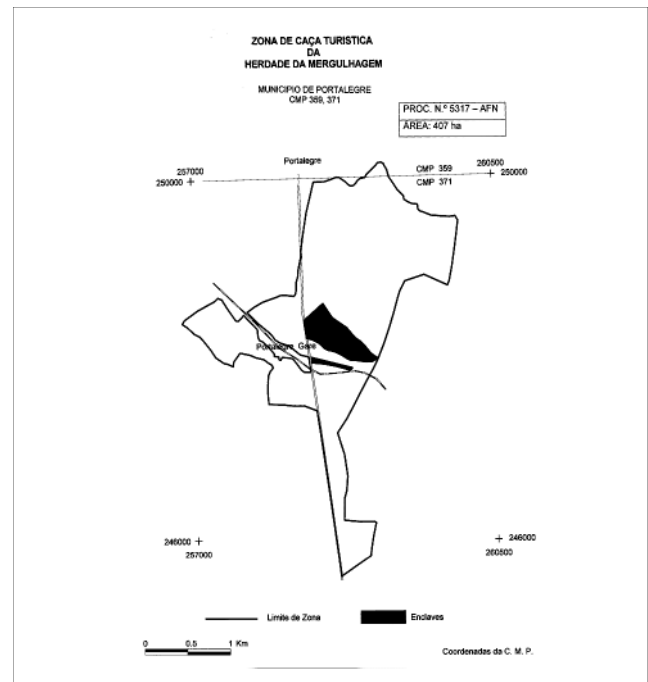 ZONA DE CAÇA TURISTICA
DA
HERDADE DA MERGULHAGEM
MUNICIPIO DE PORTALEGRE
CMP 359, 371
PROC. N.º 5317 – AFN
ÁREA: 407 ha
Portalegre
257000
250000
CMP 359
CMP 371
260500
250000
Portalegre Gare
246000
257000
246000
260500
Limite de Zona
Enclaves
0 0.5 1 Km
Coordenadas da C. M. P.